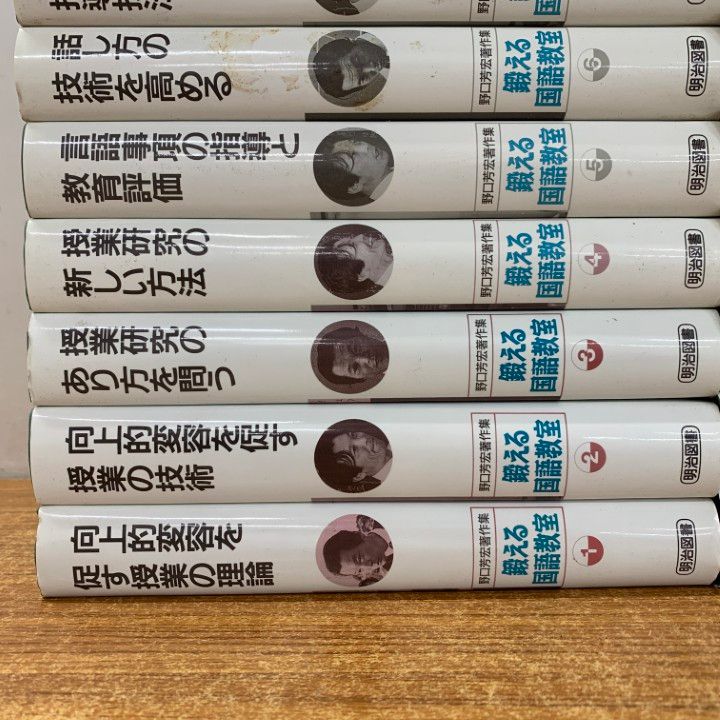 話し方の
技術を高める
野口芳宏著作集
鍛える
国語教室
6
明治図書
言語事項の指導と
教育評価
野口芳宏著作集
鍛える
国語教室
5
明治図書
授業研究の
新しい方法
野口芳宏著作集
鍛える
国語教室
4
明治図書
授業研究の
あり方を問う
野口芳宏著作集
鍛える
国語教室
3
明治図書
向上的変容を促す
授業の技術
野口芳宏著作集
鍛える
国語教室
2
明治図書
向上的変容を
促す授業の理論
野口芳宏著作集
鍛える
国語教室
1
明治図書